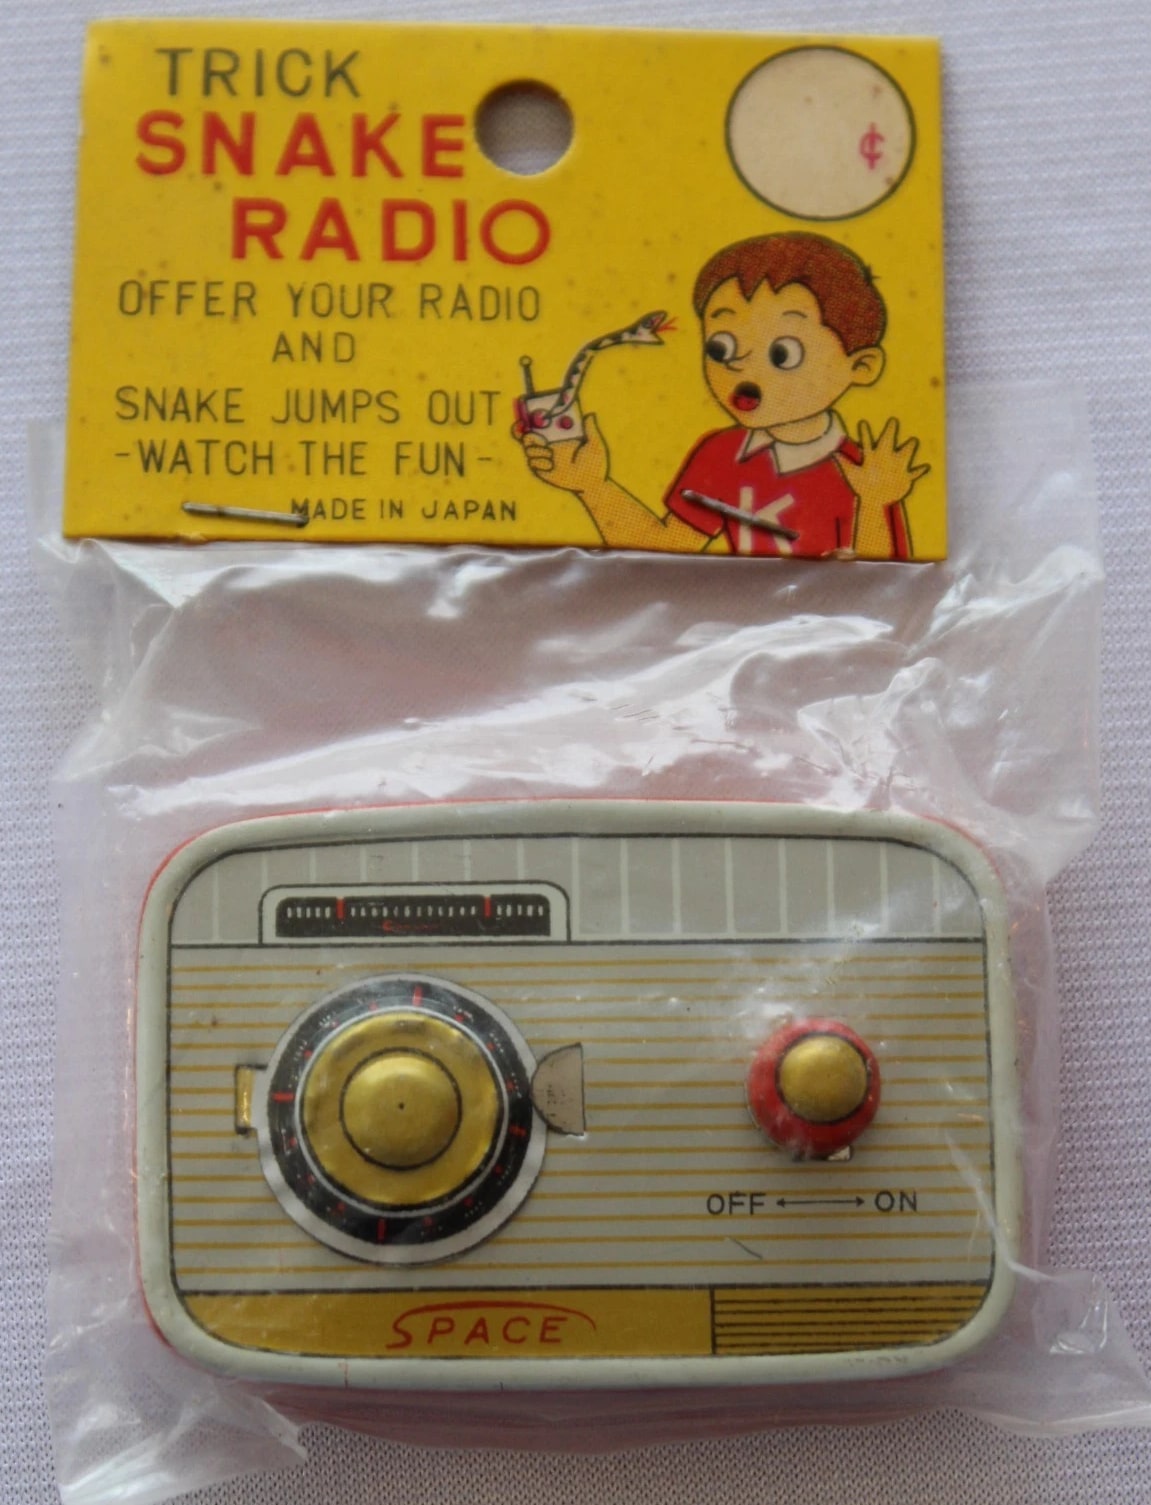 TRICK
SNAKE
RADIO
¢
OFFER YOUR RADIO
AND
SNAKE JUMPS OUT
-WATCH THE FUN-
MADE IN JAPAN
K
OFF ←→ ON
SPACE